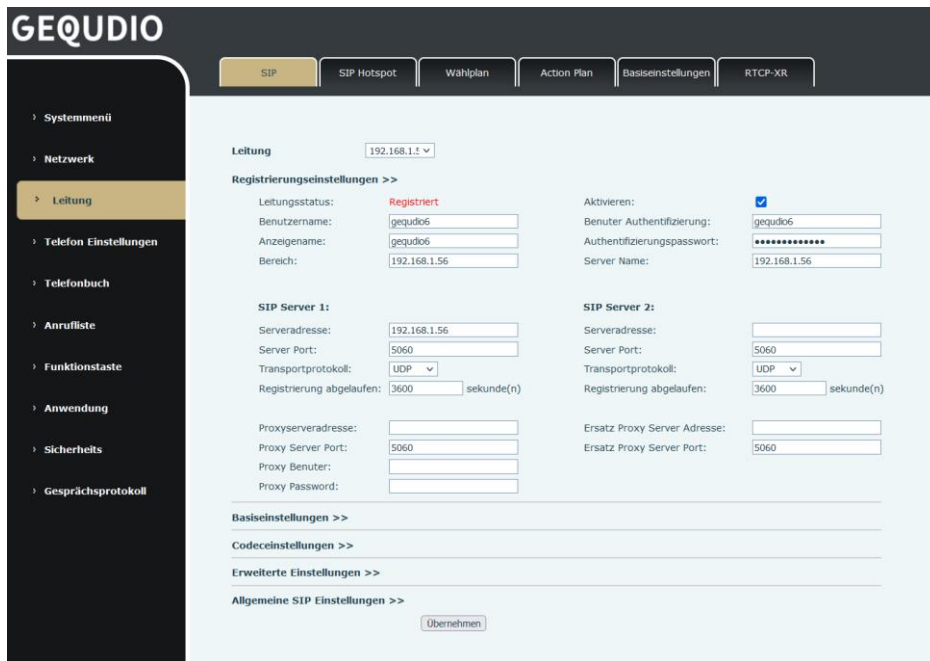 GEQUDIO
SIP
SIP Hotspot
Wählplan
Action Plan
Basiseinstellungen
RTCP-XR
› Systemmenü
› Netzwerk
› Leitung
› Telefon Einstellungen
› Telefonbuch
› Anrufliste
› Funktionstaste
› Anwendung
› Sicherheits
› Gesprächsprotokoll
Leitung 192.168.1.5
Registrierungseinstellungen >>
Leitungsstatus: Registriert Aktivieren:
Benutzername: gequdio6 Benuter Authentifizierung: gequdio6
Anzeigename: gequdio6 Authentifizierungspasswort: •••••••••••••
Bereich: 192.168.1.56 Server Name: 192.168.1.56
SIP Server 1: SIP Server 2:
Serveradresse: 192.168.1.56 Serveradresse:
Server Port: 5060 Server Port: 5060
Transportprotokoll: UDP Transportprotokoll: UDP
Registrierung abgelaufen: 3600 sekunde(n) Registrierung abgelaufen: 3600 sekunde(n)
Proxyserveradresse: Ersatz Proxy Server Adresse:
Proxy Server Port: 5060 Ersatz Proxy Server Port: 5060
Proxy Benuter:
Proxy Password:
Basiseinstellungen >>
Codeceinstellungen >>
Erweiterte Einstellungen >>
Allgemeine SIP Einstellungen >>
Übernehmen